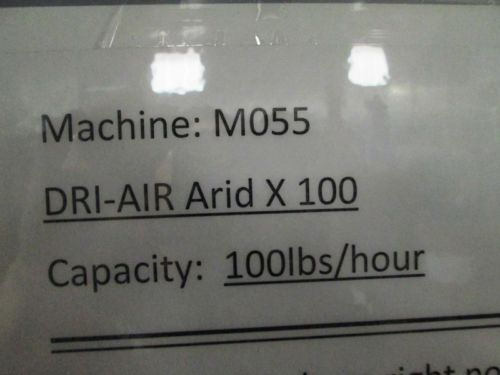 Machine: M055
DRI-AIR Arid X 100
Capacity: 100lbs/hour